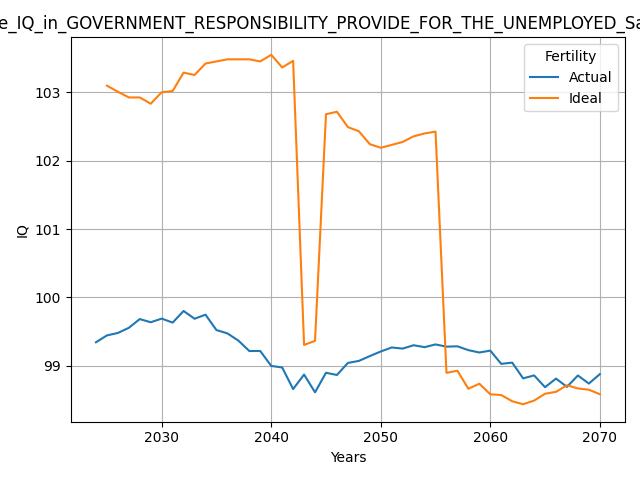 e_IQ_in_GOVERNMENT_RESPONSIBILITY_PROVIDE_FOR_THE_UNEMPLOYED_Sa
Fertility
Actual
Ideal
103
102
101
100
99
IQ
2030
2040
2050
2060
2070
Years